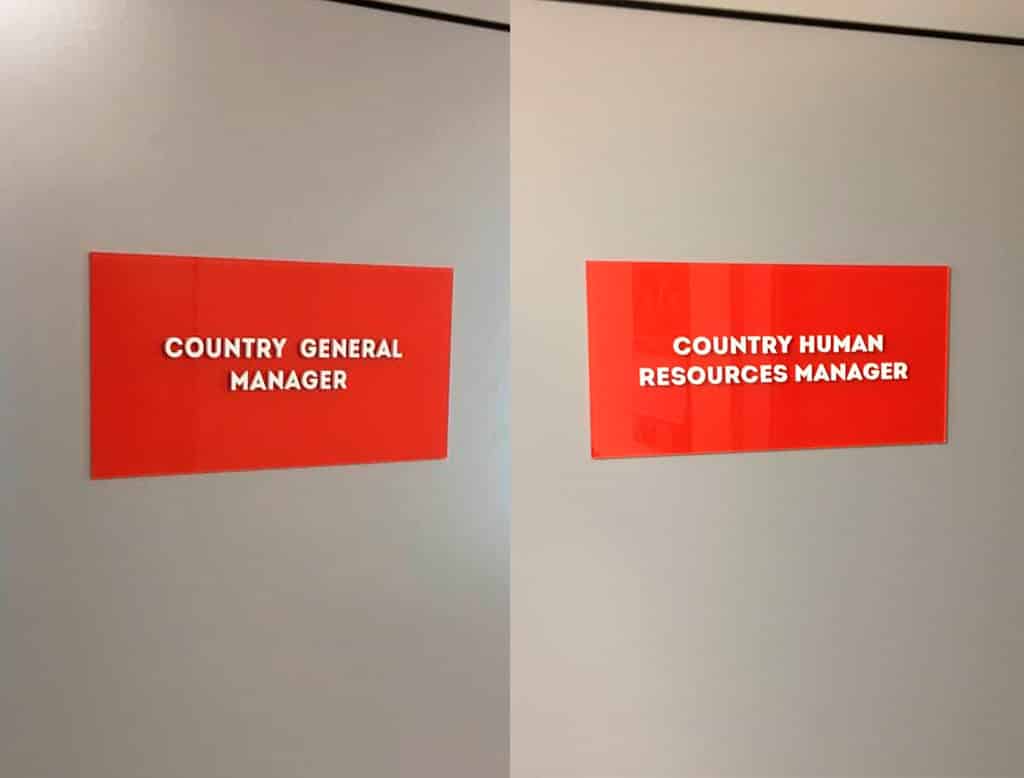 COUNTRY GENERAL
MANAGER
COUNTRY HUMAN
RESOURCES MANAGER